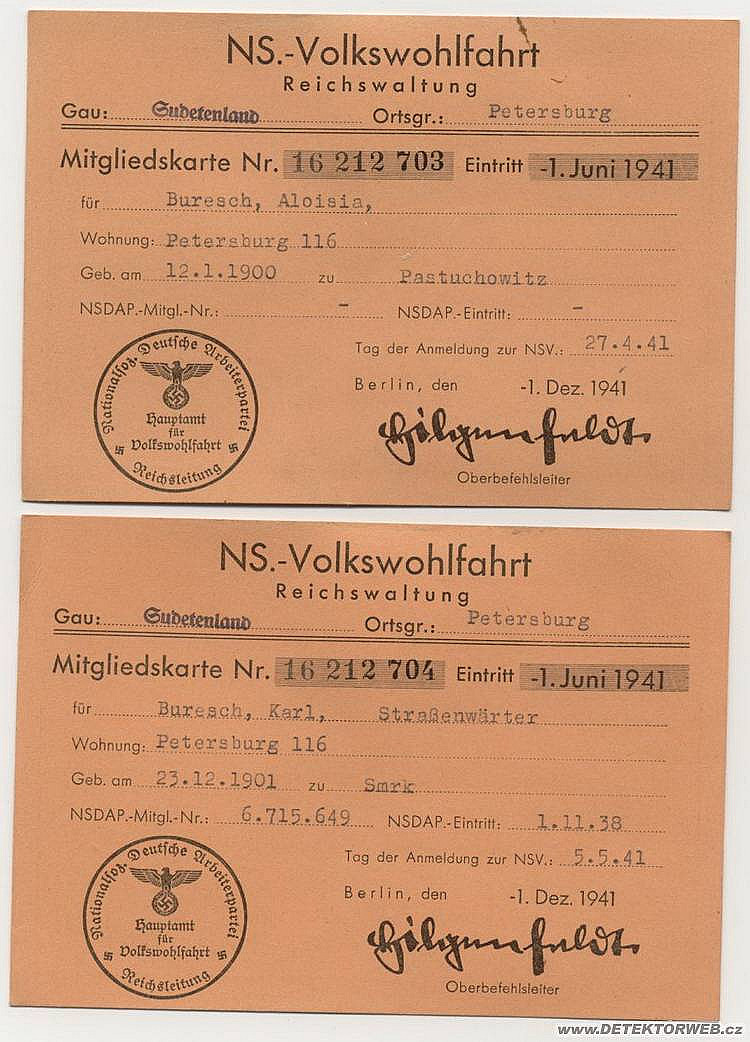 NS.-Volkswohlfahrt
Reichswaltung
Gau: Sudetenland Ortsgr.: Petersburg
Mitgliedskarte Nr. 16 212 703 Eintritt -1. Juni 1941
für Buresch, Aloisia,
Wohnung: Petersburg 116
Geb. am 12.1.1900 zu Pastuchowitz
NSDAP.-Mitgl.-Nr.: - NSDAP.-Eintritt: -
Tag der Anmeldung zur NSV.: 27.4.41
Berlin, den -1. Dez. 1941
Nationalsoz. Deutsche Arbeiterpartei
Hauptamt
für
Volkswohlfahrt
Reichsleitung
Hilgenfeldt.
Oberbefehlsleiter
NS.-Volkswohlfahrt
Reichswaltung
Gau: Sudetenland Ortsgr.: Petersburg
Mitgliedskarte Nr. 16 212 704 Eintritt -1. Juni 1941
für Buresch, Karl, Straßenwärter
Wohnung: Petersburg 116
Geb. am 23.12.1901 zu Smrk
NSDAP.-Mitgl.-Nr.: 6.715.649 NSDAP.-Eintritt: 1.11.38
Tag der Anmeldung zur NSV.: 5.5.41
Berlin, den -1. Dez. 1941
Nationalsoz. Deutsche Arbeiterpartei
Hauptamt
für
Volkswohlfahrt
Reichsleitung
Hilgenfeldt.
Oberbefehlsleiter
www.DETEKTORWEB.cz